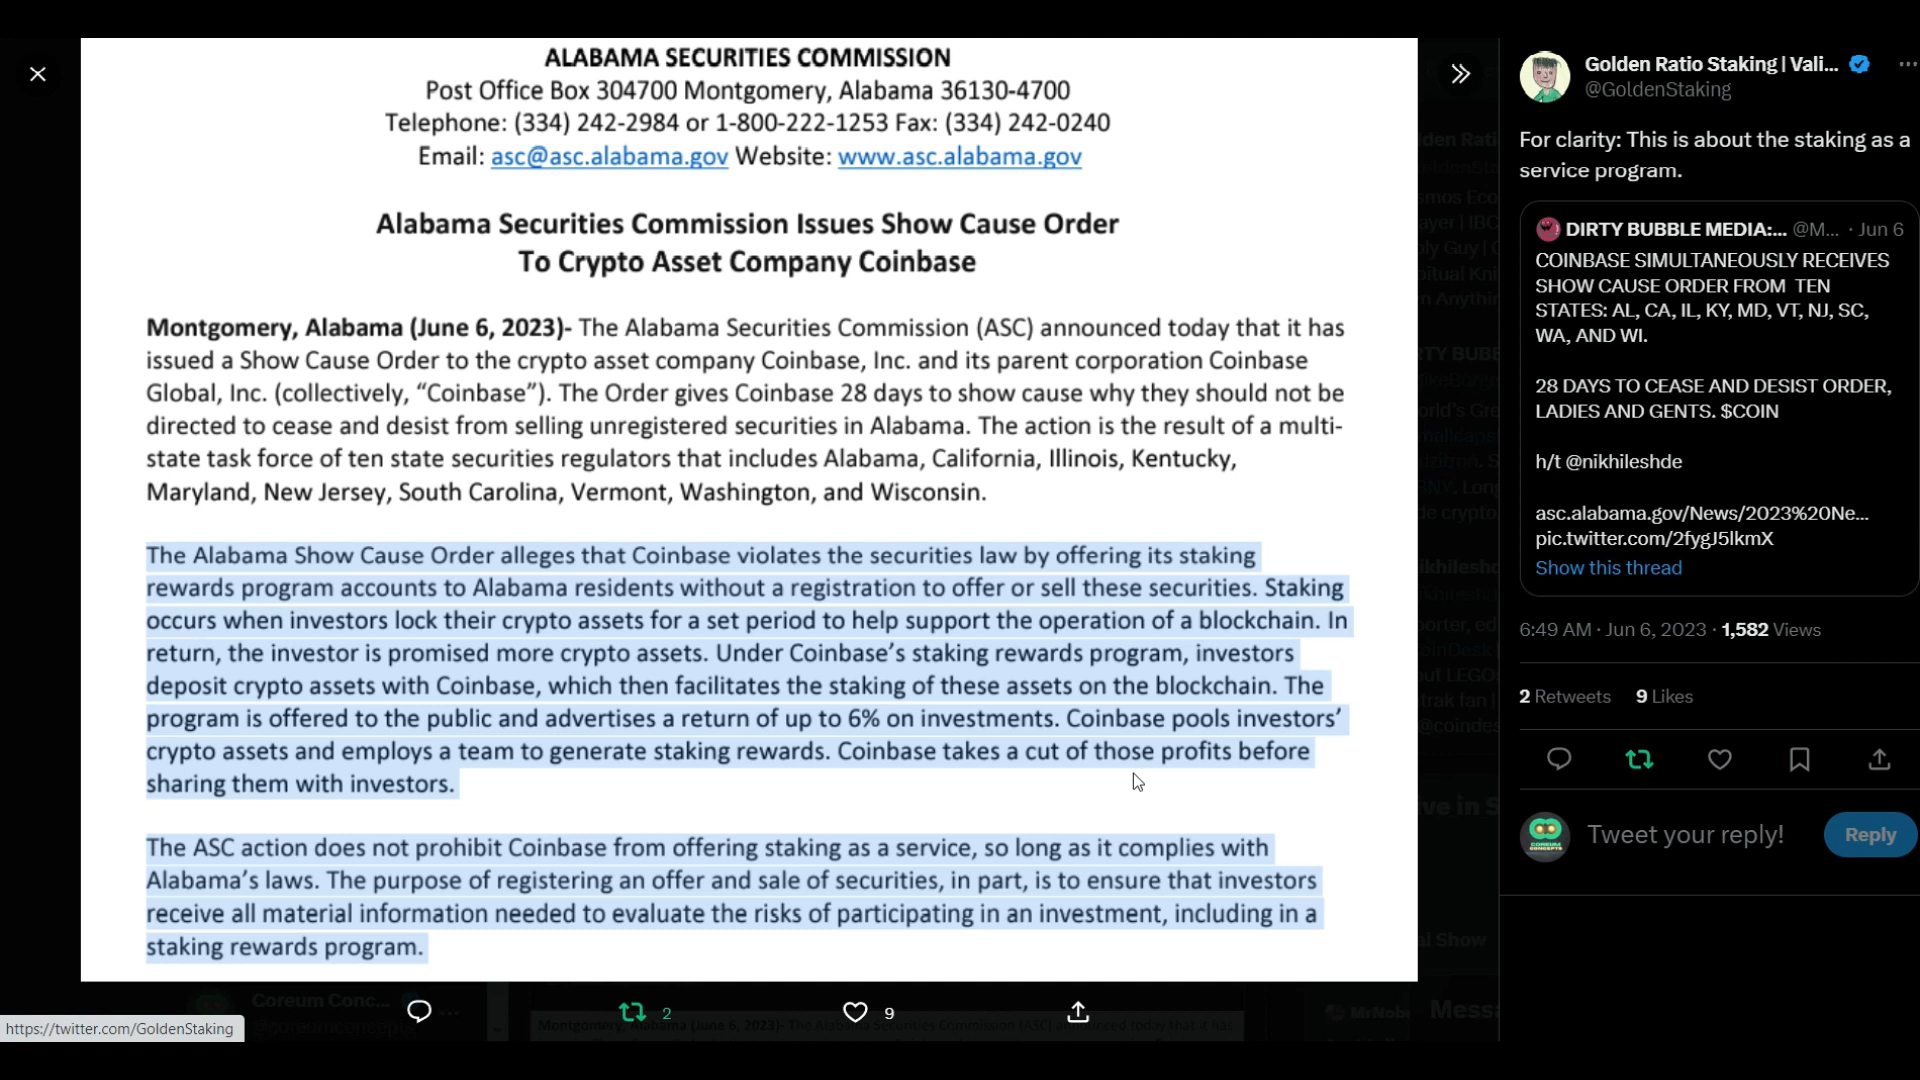 ALABAMA SECURITIES COMMISSION
Post Office Box 304700 Montgomery, Alabama 36130-4700
Telephone: (334) 242-2984 or 1-800-222-1253 Fax: (334) 242-0240
Email: asc@asc.alabama.gov Website: www.asc.alabama.gov
Alabama Securities Commission Issues Show Cause Order
To Crypto Asset Company Coinbase
Montgomery, Alabama (June 6, 2023)- The Alabama Securities Commission (ASC) announced today that it has
issued a Show Cause Order to the crypto asset company Coinbase, Inc. and its parent corporation Coinbase
Global, Inc. (collectively, “Coinbase”). The Order gives Coinbase 28 days to show cause why they should not be
directed to cease and desist from selling unregistered securities in Alabama. The action is the result of a multi-
state task force of ten state securities regulators that includes Alabama, California, Illinois, Kentucky,
Maryland, New Jersey, South Carolina, Vermont, Washington, and Wisconsin.
The Alabama Show Cause Order alleges that Coinbase violates the securities law by offering its staking
rewards program accounts to Alabama residents without a registration to offer or sell these securities. Staking
occurs when investors lock their crypto assets for a set period to help support the operation of a blockchain. In
return, the investor is promised more crypto assets. Under Coinbase’s staking rewards program, investors
deposit crypto assets with Coinbase, which then facilitates the staking of these assets on the blockchain. The
program is offered to the public and advertises a return of up to 6% on investments. Coinbase pools investors’
crypto assets and employs a team to generate staking rewards. Coinbase takes a cut of those profits before
sharing them with investors.
The ASC action does not prohibit Coinbase from offering staking as a service, so long as it complies with
Alabama’s laws. The purpose of registering an offer and sale of securities, in part, is to ensure that investors
receive all material information needed to evaluate the risks of participating in an investment, including in a
staking rewards program.
2 9
https://twitter.com/GoldenStaking
Golden Ratio Staking | Vali...
@GoldenStaking
For clarity: This is about the staking as a
service program.
DIRTY BUBBLE MEDIA:... @M... · Jun 6
COINBASE SIMULTANEOUSLY RECEIVES
SHOW CAUSE ORDER FROM TEN
STATES: AL, CA, IL, KY, MD, VT, NJ, SC,
WA, AND WI.
28 DAYS TO CEASE AND DESIST ORDER,
LADIES AND GENTS. $COIN
h/t @nikhileshde
asc.alabama.gov/News/2023%20Ne...
pic.twitter.com/2fygJ5lkmX
Show this thread
6:49 AM · Jun 6, 2023 · 1,582 Views
2 Retweets 9 Likes
Tweet your reply!
Reply